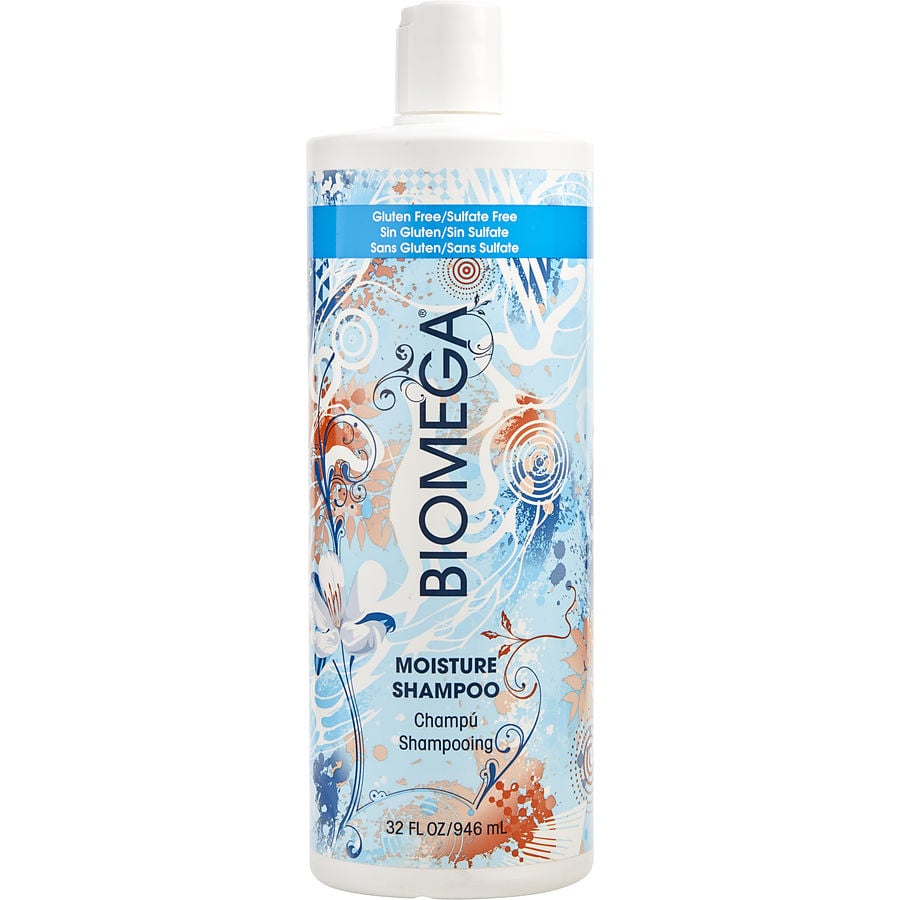 Gluten Free/Sulfate Free
Sin Gluten/Sin Sulfate
Sans Gluten/Sans Sulfate
BIOMEGA®
MOISTURE
SHAMPOO
Champú
Shampooing
32 FL OZ/946 mL